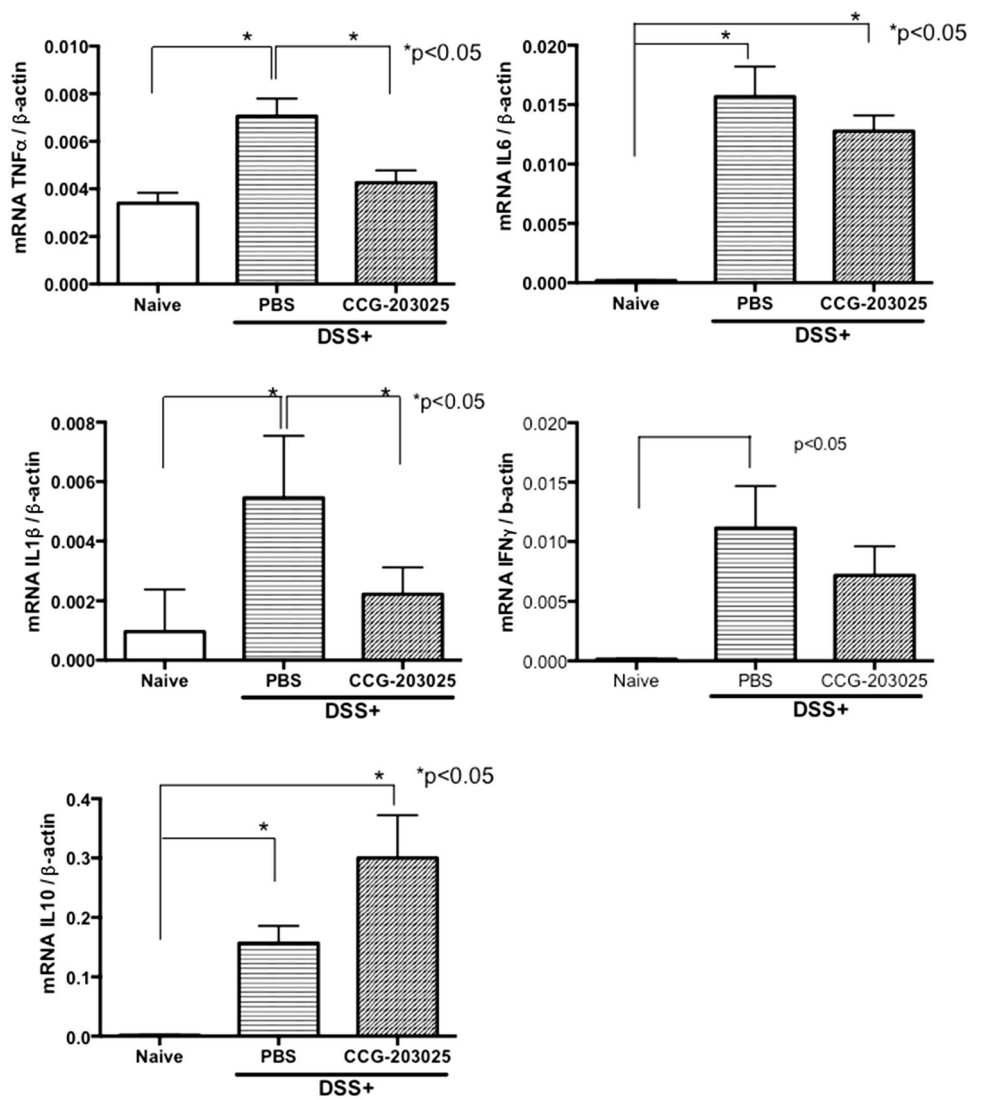 mRNA TNFα / β-actin
0.010
0.008
0.006
0.004
0.002
0.000
* * *p<0.05
Naive PBS CCG-203025
DSS+
mRNA IL6 / β-actin
0.020
0.015
0.010
0.005
0.000
* * *p<0.05
Naive PBS CCG-203025
DSS+
mRNA IL1β / β-actin
0.008
0.006
0.004
0.002
0.000
* * *p<0.05
Naive PBS CCG-203025
DSS+
mRNA IFNγ / b-actin
0.020
0.015
0.010
0.005
0.000
p<0.05
Naive PBS CCG-203025
DSS+
mRNA IL10 / β-actin
0.4
0.3
0.2
0.1
0.0
* * *p<0.05
Naive PBS CCG-203025
DSS+